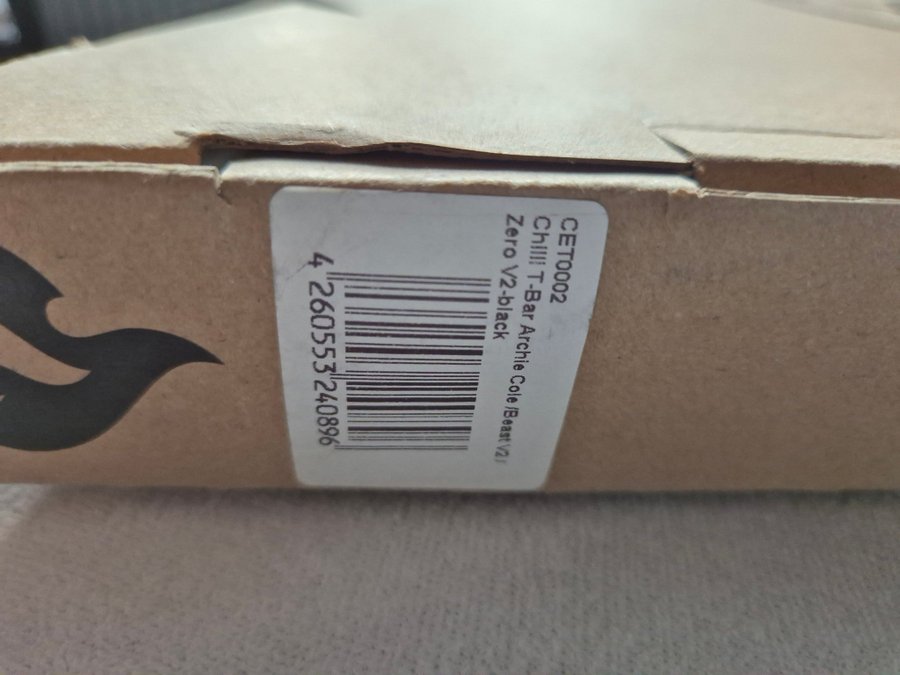 CET0002
Chilli T-Bar Archie Cole /Beast V2 /
Zero V2-black
4 260553 240896